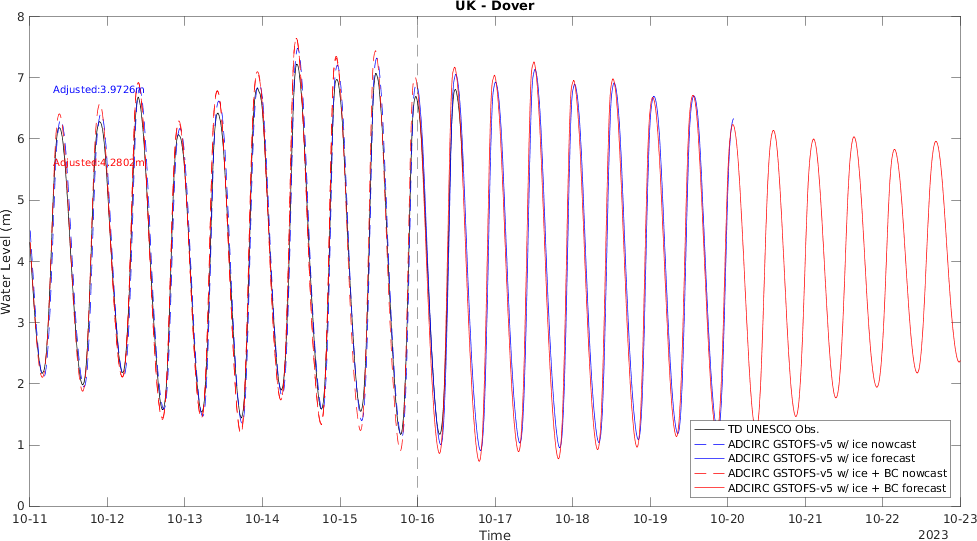 UK - Dover
8
7
6
5
4
3
2
1
0
Water Level (m)
Adjusted:3.9726m
Adjusted:4.2802m
TD UNESCO Obs.
ADCIRC GSTOFS-v5 w/ ice nowcast
ADCIRC GSTOFS-v5 w/ ice forecast
ADCIRC GSTOFS-v5 w/ ice + BC nowcast
ADCIRC GSTOFS-v5 w/ ice + BC forecast
10-11 10-12 10-13 10-14 10-15 10-16 10-17 10-18 10-19 10-20 10-21 10-22 10-23
Time
2023